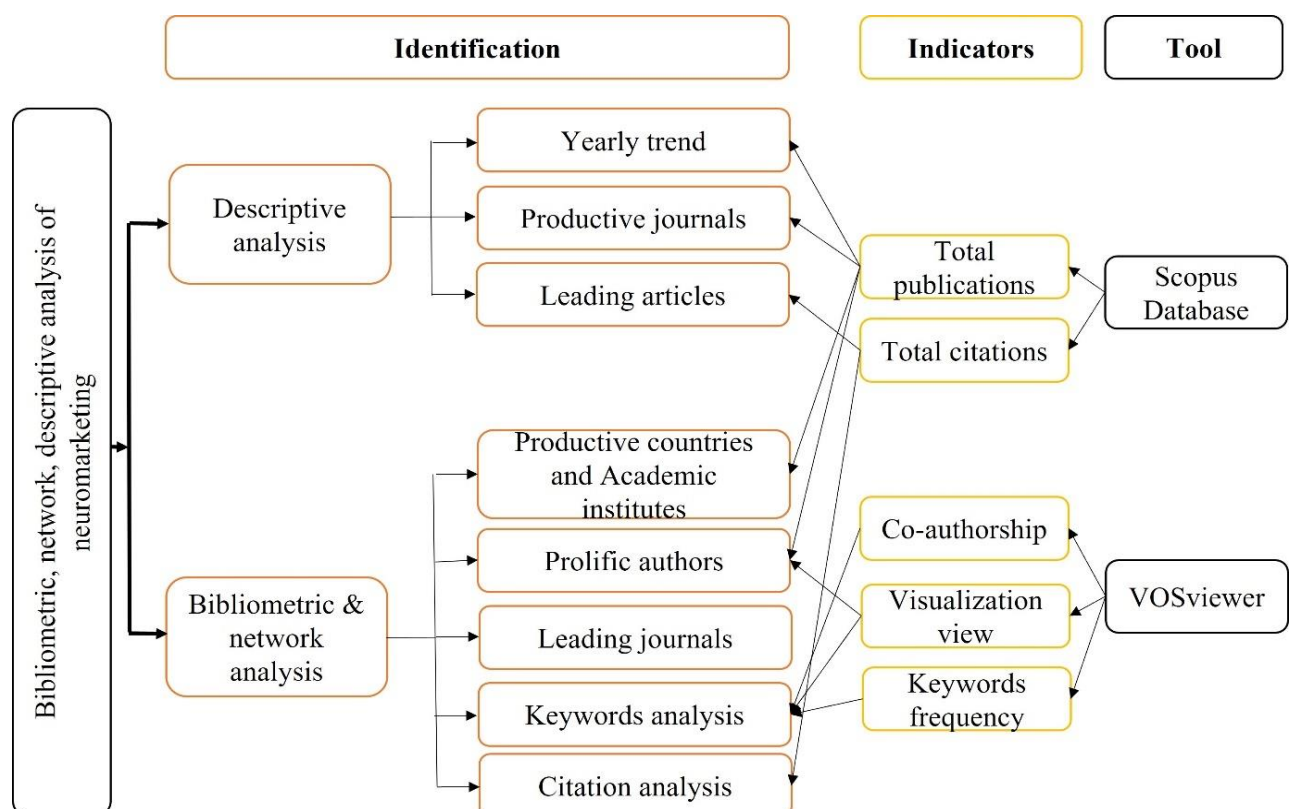 Identification
Indicators
Tool
Bibliometric, network, descriptive analysis of
neuromarketing
Descriptive
analysis
Yearly trend
Productive journals
Leading articles
Total
publications
Total citations
Scopus
Database
Bibliometric &
network
analysis
Productive countries
and Academic
institutes
Prolific authors
Leading journals
Keywords analysis
Citation analysis
Co-authorship
Visualization
view
Keywords
frequency
VOSviewer